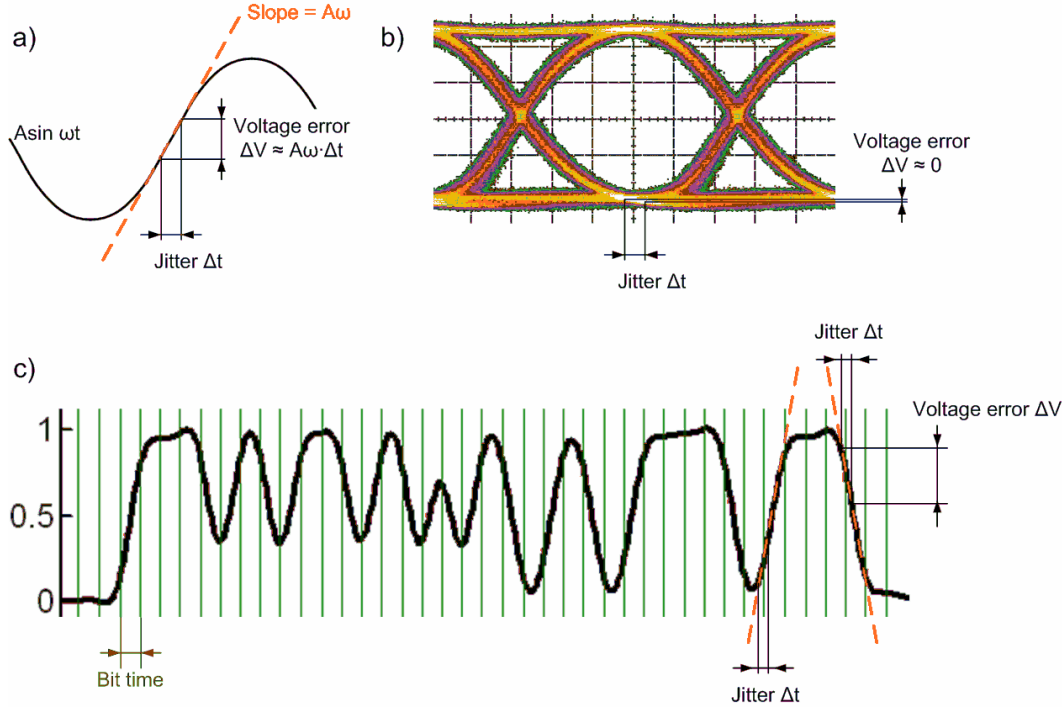 a)
Slope = Aω
Asin ωt
Voltage error
ΔV ≈ Aω·Δt
Jitter Δt
b)
Voltage error
ΔV ≈ 0
Jitter Δt
c)
Jitter Δt
Voltage error ΔV
1
0.5
0
Bit time
Jitter Δt